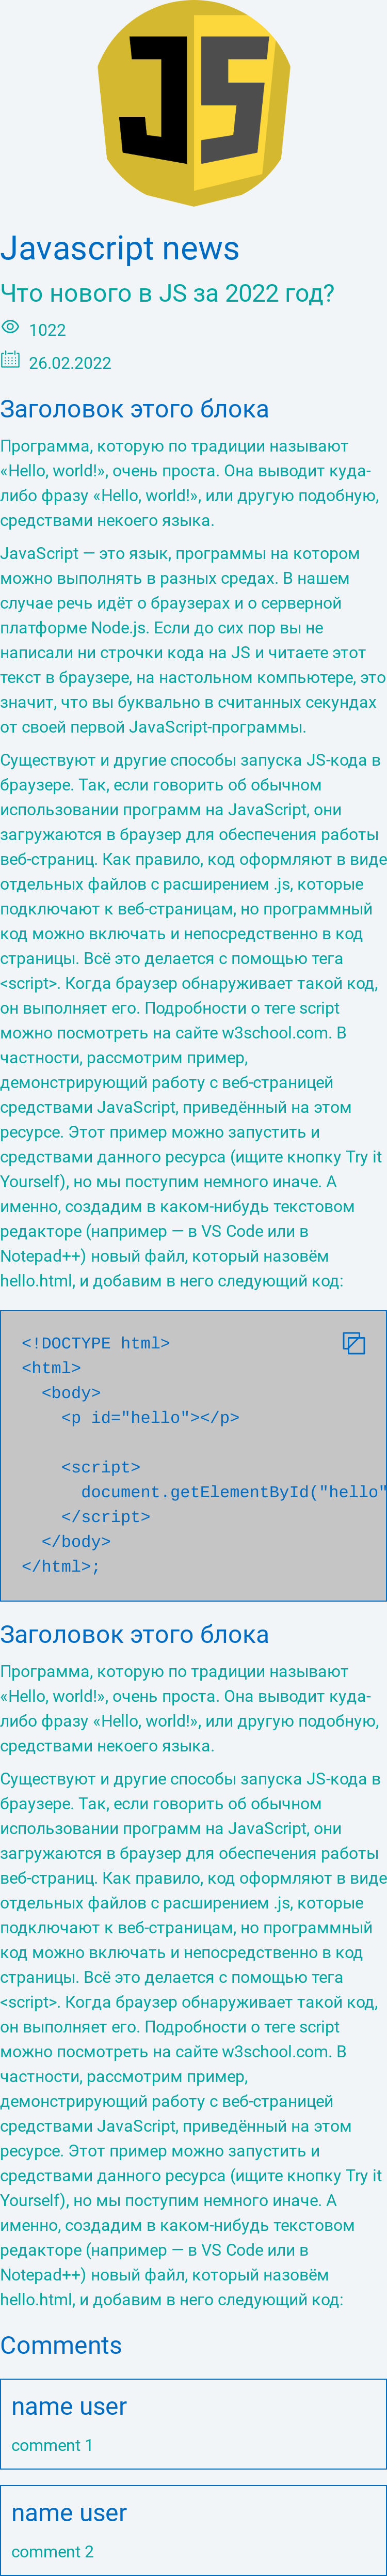 JS
Javascript news
Что нового в JS за 2022 год?
1022
26.02.2022
Заголовок этого блока
Программа, которую по традиции называют
«Hello, world!», очень проста. Она выводит куда-
либо фразу «Hello, world!», или другую подобную,
средствами некоего языка.
JavaScript — это язык, программы на котором
можно выполнять в разных средах. В нашем
случае речь идёт о браузерах и о серверной
платформе Node.js. Если до сих пор вы не
написали ни строчки кода на JS и читаете этот
текст в браузере, на настольном компьютере, это
значит, что вы буквально в считанных секундах
от своей первой JavaScript-программы.
Существуют и другие способы запуска JS-кода в
браузере. Так, если говорить об обычном
использовании программ на JavaScript, они
загружаются в браузер для обеспечения работы
веб-страниц. Как правило, код оформляют в виде
отдельных файлов с расширением .js, которые
подключают к веб-страницам, но программный
код можно включать и непосредственно в код
страницы. Всё это делается с помощью тега
<script>. Когда браузер обнаруживает такой код,
он выполняет его. Подробности о теге script
можно посмотреть на сайте w3school.com. В
частности, рассмотрим пример,
демонстрирующий работу с веб-страницей
средствами JavaScript, приведённый на этом
ресурсе. Этот пример можно запустить и
средствами данного ресурса (ищите кнопку Try it
Yourself), но мы поступим немного иначе. А
именно, создадим в каком-нибудь текстовом
редакторе (например — в VS Code или в
Notepad++) новый файл, который назовём
hello.html, и добавим в него следующий код:
<!DOCTYPE html>
<html>
  <body>
    <p id="hello"></p>

    <script>
      document.getElementById("hello"
    </script>
  </body>
</html>;
Заголовок этого блока
Программа, которую по традиции называют
«Hello, world!», очень проста. Она выводит куда-
либо фразу «Hello, world!», или другую подобную,
средствами некоего языка.
Существуют и другие способы запуска JS-кода в
браузере. Так, если говорить об обычном
использовании программ на JavaScript, они
загружаются в браузер для обеспечения работы
веб-страниц. Как правило, код оформляют в виде
отдельных файлов с расширением .js, которые
подключают к веб-страницам, но программный
код можно включать и непосредственно в код
страницы. Всё это делается с помощью тега
<script>. Когда браузер обнаруживает такой код,
он выполняет его. Подробности о теге script
можно посмотреть на сайте w3school.com. В
частности, рассмотрим пример,
демонстрирующий работу с веб-страницей
средствами JavaScript, приведённый на этом
ресурсе. Этот пример можно запустить и
средствами данного ресурса (ищите кнопку Try it
Yourself), но мы поступим немного иначе. А
именно, создадим в каком-нибудь текстовом
редакторе (например — в VS Code или в
Notepad++) новый файл, который назовём
hello.html, и добавим в него следующий код:
Comments
name user
comment 1
name user
comment 2